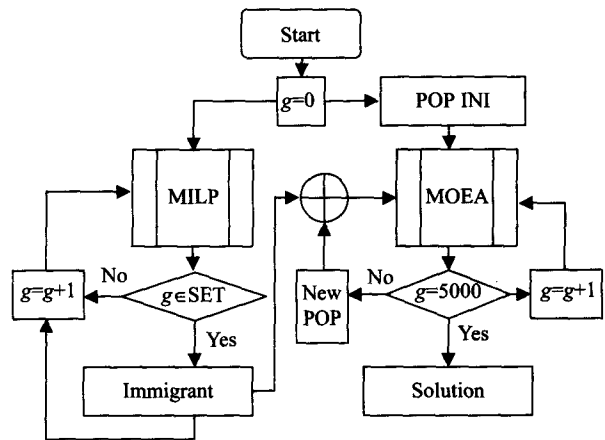 Start
g=0
POP INI
MILP
MOEA
No
g=g+1
g∈SET
Yes
New
POP
No
g=5000
g=g+1
Yes
Immigrant
Solution